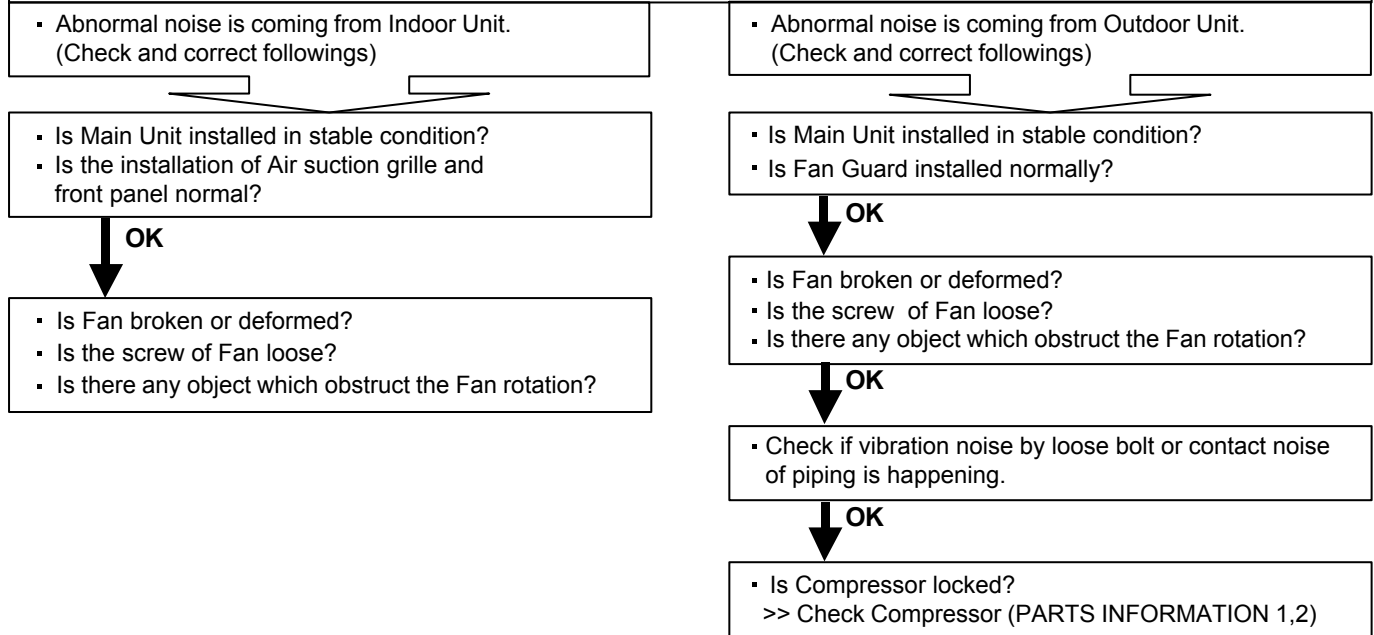 ▪ Abnormal noise is coming from Indoor Unit.
(Check and correct followings)
▪ Is Main Unit installed in stable condition?
▪ Is the installation of Air suction grille and
front panel normal?
OK
▪ Is Fan broken or deformed?
▪ Is the screw of Fan loose?
▪ Is there any object which obstruct the Fan rotation?
▪ Abnormal noise is coming from Outdoor Unit.
(Check and correct followings)
▪ Is Main Unit installed in stable condition?
▪ Is Fan Guard installed normally?
OK
▪ Is Fan broken or deformed?
▪ Is the screw of Fan loose?
▪ Is there any object which obstruct the Fan rotation?
OK
▪ Check if vibration noise by loose bolt or contact noise
of piping is happening.
OK
▪ Is Compressor locked?
>> Check Compressor (PARTS INFORMATION 1,2)